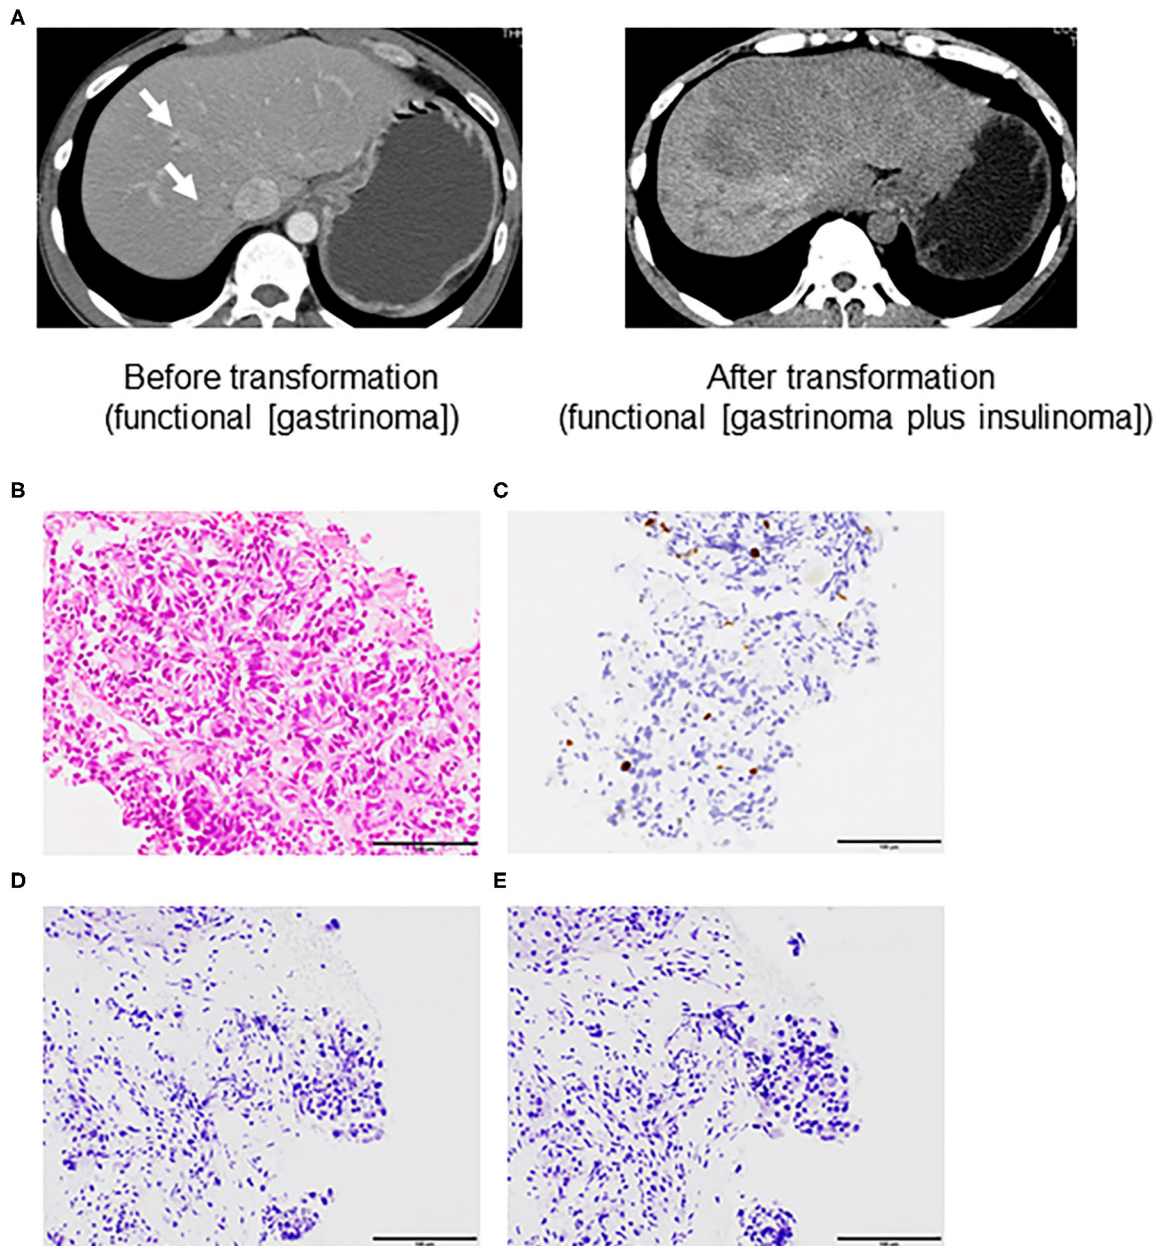 A
Before transformation
(functional [gastrinoma])
After transformation
(functional [gastrinoma plus insulinoma])
B
C
D
E